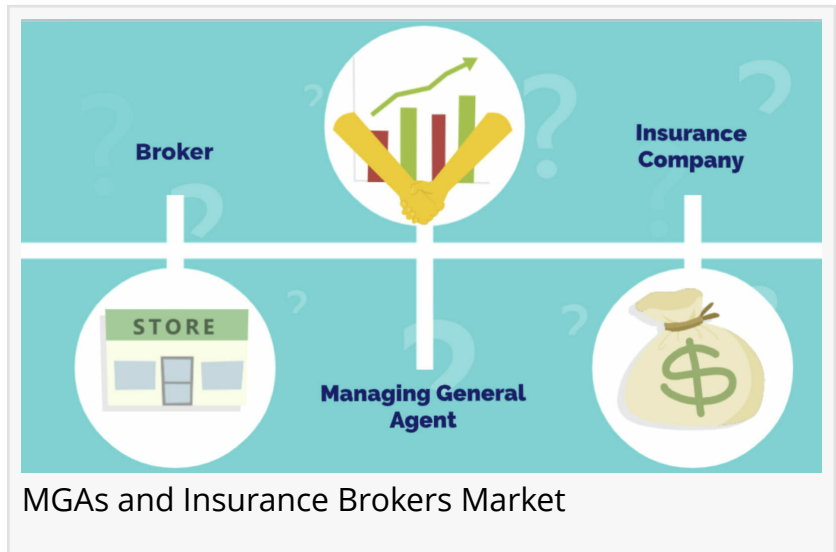 Broker
Insurance
Company
STORE
Managing General
Agent
MGAs and Insurance Brokers Market